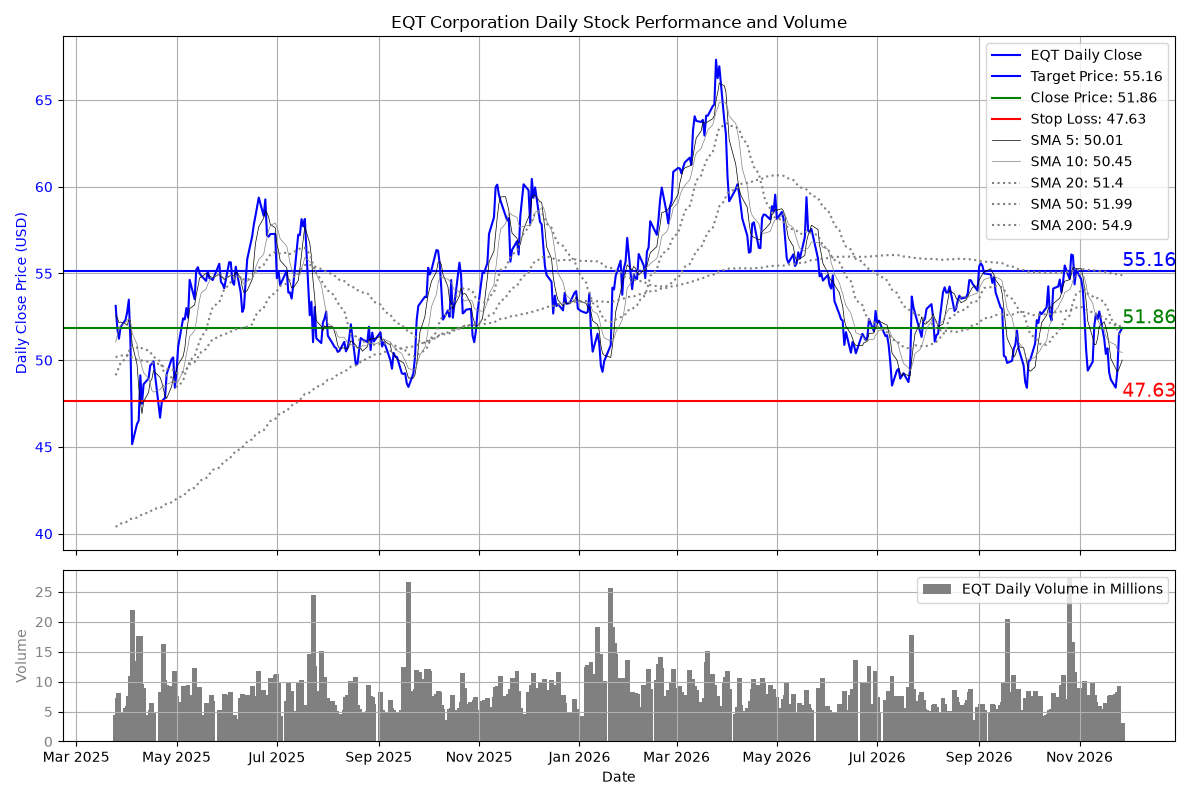 EQT Corporation Daily Stock Performance and Volume
Daily Close Price (USD)
65
60
55
50
45
40
EQT Daily Close
Target Price: 55.16
Close Price: 51.86
Stop Loss: 47.63
SMA 5: 50.01
SMA 10: 50.45
SMA 20: 51.4
SMA 50: 51.99
SMA 200: 54.9
55.16
51.86
47.63
Volume
25
20
15
10
5
0
EQT Daily Volume in Millions
Mar 2025
May 2025
Jul 2025
Sep 2025
Nov 2025
Jan 2026
Mar 2026
May 2026
Jul 2026
Sep 2026
Nov 2026
Date